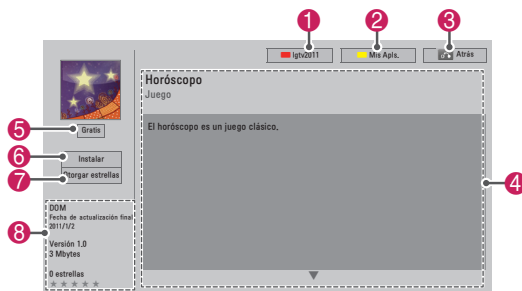 1
2
3
lgtv2011
Mis Apls.
Atrás
Horóscopo
Juego
El horóscopo es un juego clásico.
4
5
Gratis
6
Instalar
7
Otorgar estrellas
8
DOM
Fecha de actualización final
2011/1/2
Versión 1.0
3 Mbytes
0 estrellas